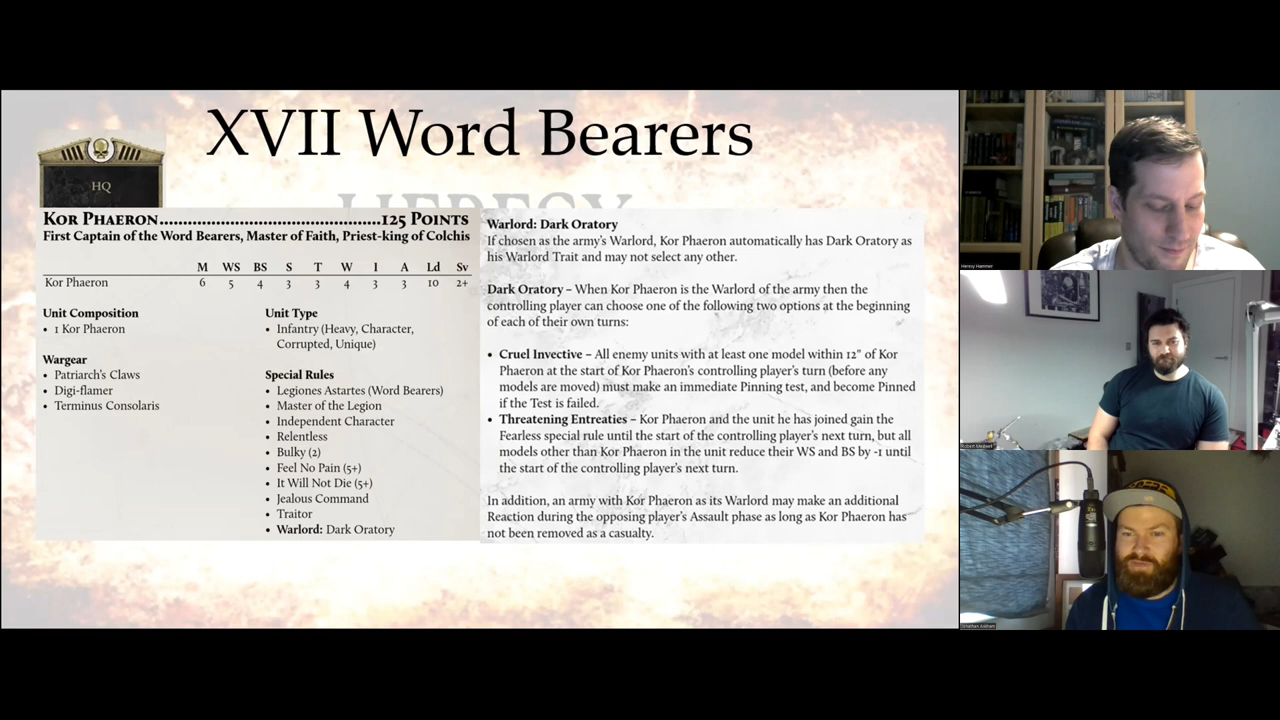 XVII Word Bearers
HERESY
HQ
Kor Phaeron................................................125 Points
First Captain of the Word Bearers, Master of Faith, Priest-king of Colchis
M WS BS S T W I A Ld Sv
Kor Phaeron 6 5 4 3 3 4 3 3 10 2+
Unit Composition
• 1 Kor Phaeron
Wargear
• Patriarch's Claws
• Digi-flamer
• Terminus Consolaris
Unit Type
• Infantry (Heavy, Character,
Corrupted, Unique)
Special Rules
• Legiones Astartes (Word Bearers)
• Master of the Legion
• Independent Character
• Relentless
• Bulky (2)
• Feel No Pain (5+)
• It Will Not Die (5+)
• Jealous Command
• Traitor
• Warlord: Dark Oratory
Warlord: Dark Oratory
If chosen as the army's Warlord, Kor Phaeron automatically has Dark Oratory as
his Warlord Trait and may not select any other.
Dark Oratory – When Kor Phaeron is the Warlord of the army then the
controlling player can choose one of the following two options at the beginning
of each of their own turns:
• Cruel Invective – All enemy units with at least one model within 12" of Kor
Phaeron at the start of Kor Phaeron's controlling player's turn (before any
models are moved) must make an immediate Pinning test, and become Pinned
if the Test is failed.
• Threatening Entreaties – Kor Phaeron and the unit he has joined gain the
Fearless special rule until the start of the controlling player's next turn, but all
models other than Kor Phaeron in the unit reduce their WS and BS by -1 until
the start of the controlling player's next turn.
In addition, an army with Kor Phaeron as its Warlord may make an additional
Reaction during the opposing player's Assault phase as long as Kor Phaeron has
not been removed as a casualty.